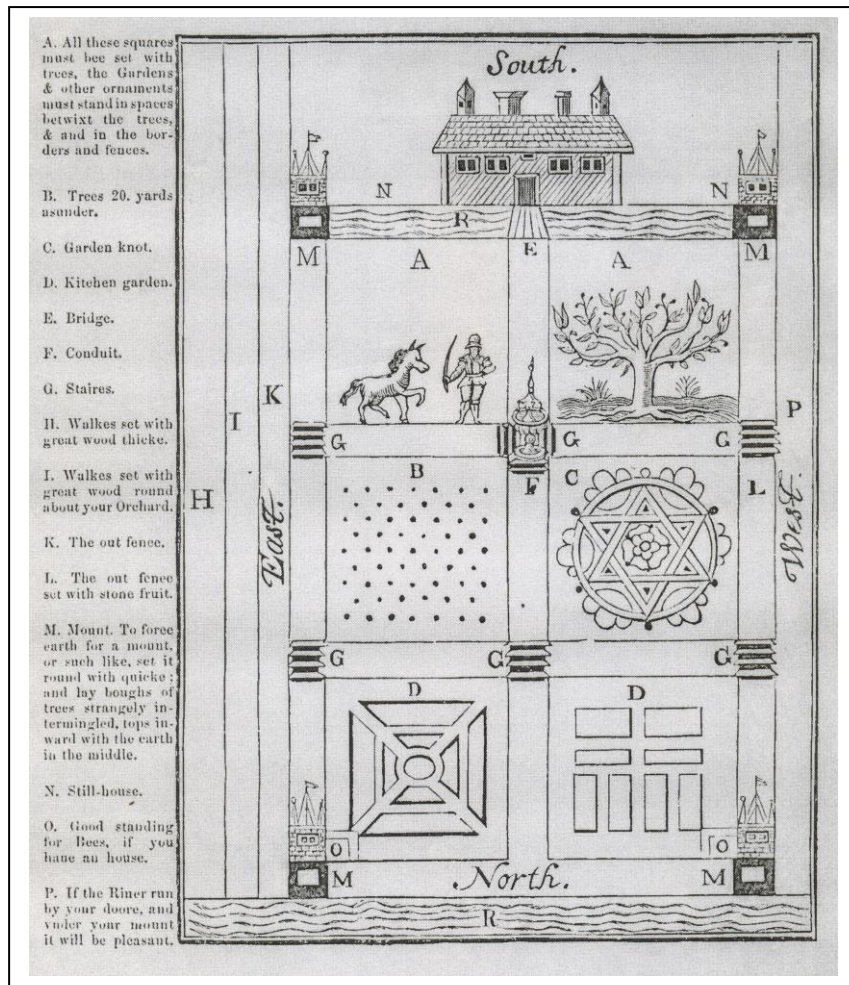 A. All these squares
must bee set with
trees, the Gardens
& other ornaments
must stand in spaces
betwixt the trees,
& and in the bor-
ders and fences.
B. Trees 20. yards
asunder.
C. Garden knot.
D. Kitchen garden.
E. Bridge.
F. Conduit.
G. Staires.
H. Walkes set with
great wood thicke.
I. Walkes set with
great wood round
about your Orchard.
K. The out fence.
L. The out fence
set with stone fruit.
M. Mount. To force
earth for a mount,
or such like, set it
round with quicke;
and lay boughs of
trees strangely in-
termingled, tops in-
ward with the earth
in the middle.
N. Still-house.
O. Good standing
for Bees, if you
haue an house.
P. If the Riuer run
by your doore, and
vnder your mount
it will be pleasant.
South.
N N
R
M A E A M
K P
I G G G
H B F C L
East. West.
G G G
D D
O O
M North. M
R